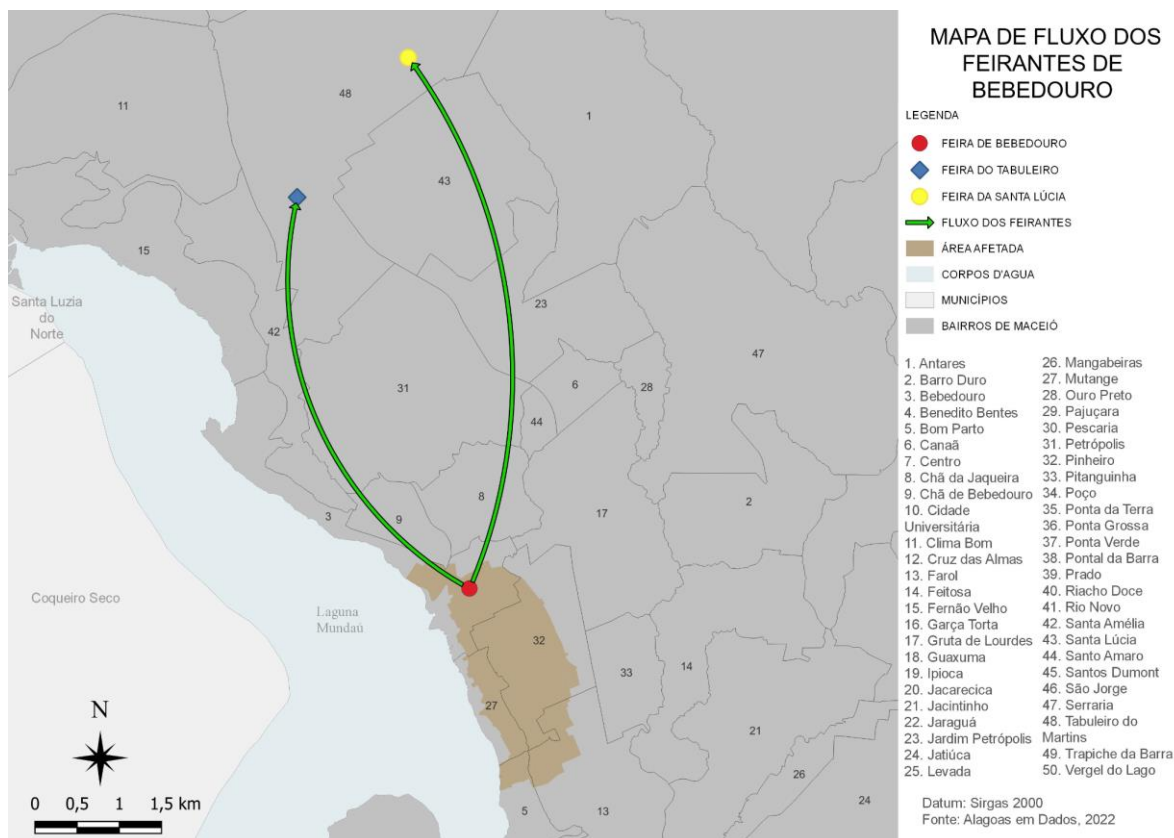 MAPA DE FLUXO DOS
FEIRANTES DE
BEBEDOURO
LEGENDA
FEIRA DE BEBEDOURO
FEIRA DO TABULEIRO
FEIRA DA SANTA LÚCIA
FLUXO DOS FEIRANTES
ÁREA AFETADA
CORPOS D'AGUA
MUNICÍPIOS
BAIRROS DE MACEIÓ
1. Antares
2. Barro Duro
3. Bebedouro
4. Benedito Bentes
5. Bom Parto
6. Canaã
7. Centro
8. Chã da Jaqueira
9. Chã de Bebedouro
10. Cidade
Universitária
11. Clima Bom
12. Cruz das Almas
13. Farol
14. Feitosa
15. Fernão Velho
16. Garça Torta
17. Gruta de Lourdes
18. Guaxuma
19. Ipioca
20. Jacarecica
21. Jacintinho
22. Jaraguá
23. Jardim Petrópolis
24. Jatiúca
25. Levada
26. Mangabeiras
27. Mutange
28. Ouro Preto
29. Pajuçara
30. Pescaria
31. Petrópolis
32. Pinheiro
33. Pitanguinha
34. Poço
35. Ponta da Terra
36. Ponta Grossa
37. Ponta Verde
38. Pontal da Barra
39. Prado
40. Riacho Doce
41. Rio Novo
42. Santa Amélia
43. Santa Lúcia
44. Santo Amaro
45. Santos Dumont
46. São Jorge
47. Serraria
48. Tabuleiro do
Martins
49. Trapiche da Barra
50. Vergel do Lago
Datum: Sirgas 2000
Fonte: Alagoas em Dados, 2022
48
11
1
43
15
Santa Luzia
do
Norte
23
42
47
31
6
28
44
8
2
3
9
17
Coqueiro Seco
Laguna
Mundaú
32
33
14
27
21
26
24
5
13
N
0 0,5 1 1,5 km